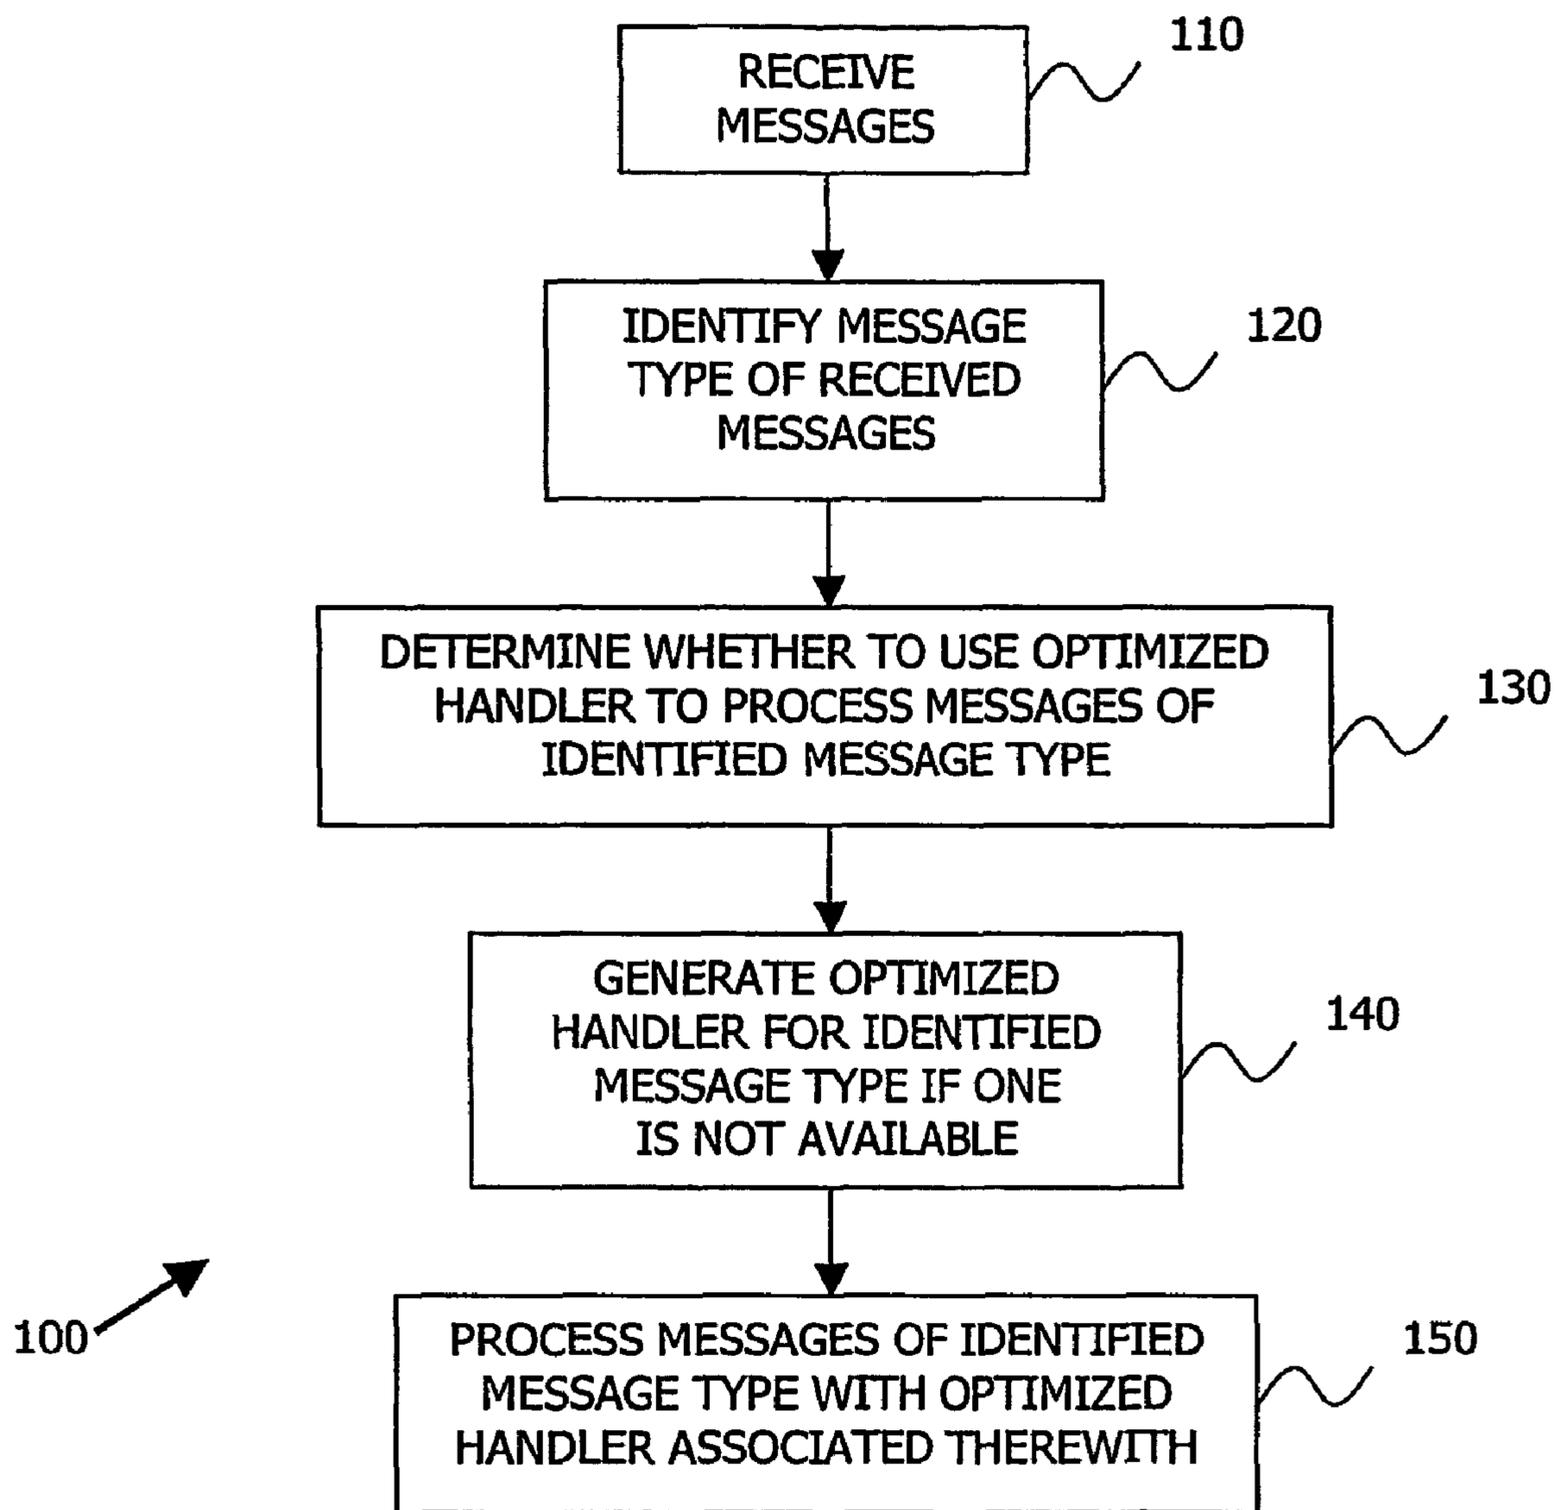 110
RECEIVE
MESSAGES
120
IDENTIFY MESSAGE
TYPE OF RECEIVED
MESSAGES
130
DETERMINE WHETHER TO USE OPTIMIZED
HANDLER TO PROCESS MESSAGES OF
IDENTIFIED MESSAGE TYPE
140
GENERATE OPTIMIZED
HANDLER FOR IDENTIFIED
MESSAGE TYPE IF ONE
IS NOT AVAILABLE
100
150
PROCESS MESSAGES OF IDENTIFIED
MESSAGE TYPE WITH OPTIMIZED
HANDLER ASSOCIATED THEREWITH